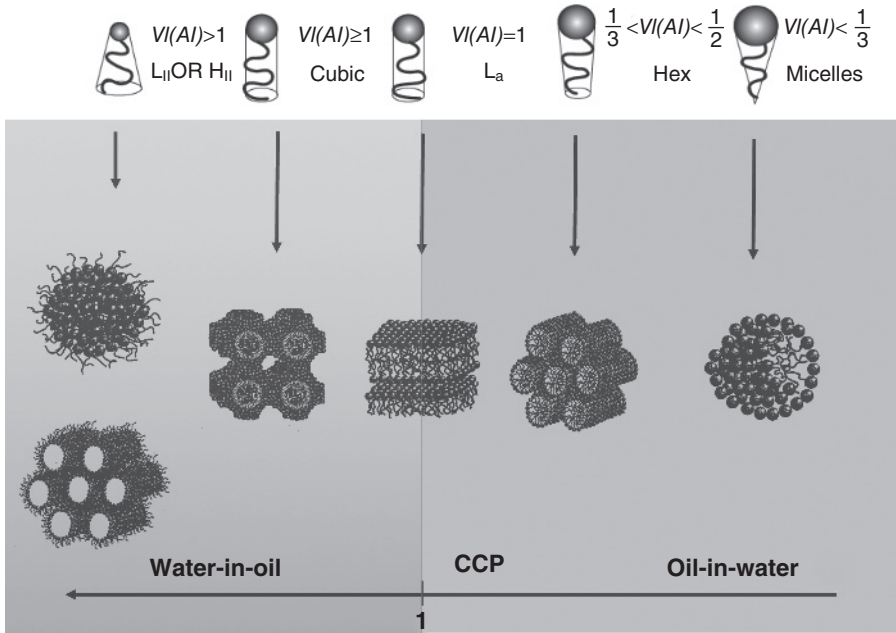 Vl(Al)>1
L_II OR H_II
Vl(Al)≥1
Cubic
Vl(Al)=1
L_a
1/3 <Vl(Al)< 1/2
Hex
Vl(Al)< 1/3
Micelles
Water-in-oil
CCP
Oil-in-water
1